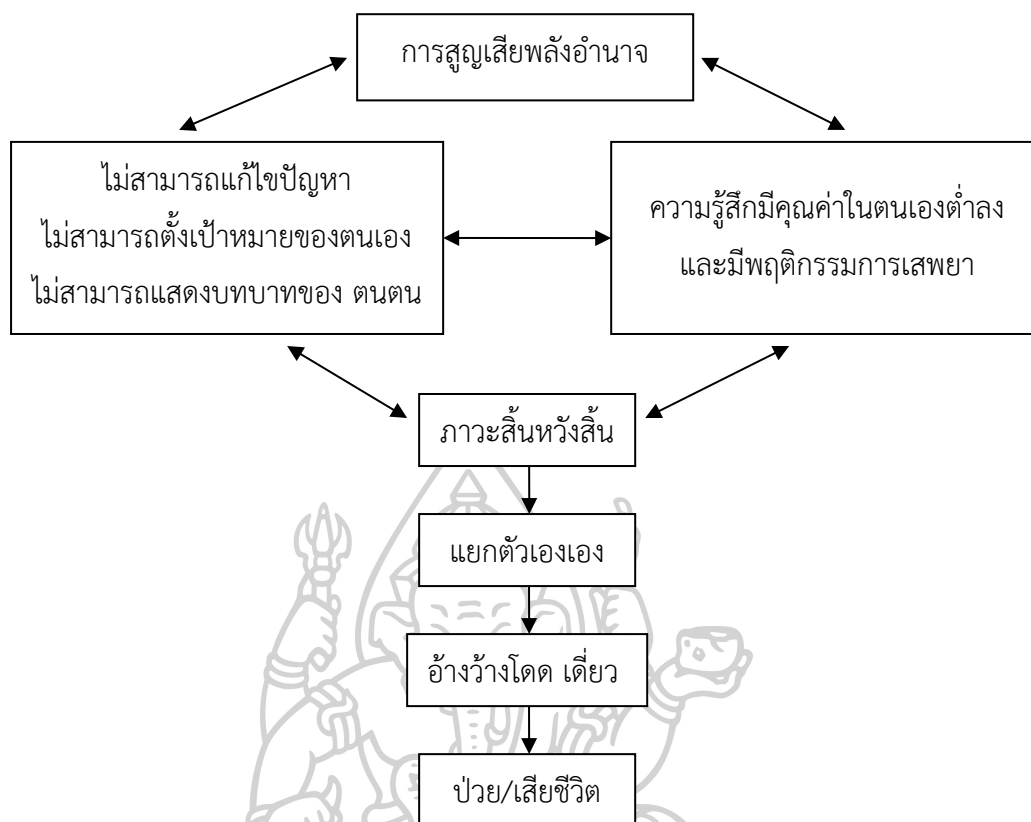 การสูญเสียพลังอำนาจ
ไม่สามารถแก้ไขปัญหา
ไม่สามารถตั้งเป้าหมายของตนเอง
ไม่สามารถแสดงบทบาทของ ตนตน
ความรู้สึกมีคุณค่าในตนเองต่ำลง
และมีพฤติกรรมการเสพยา
ภาวะสิ้นหวังสิ้น
แยกตัวเองเอง
อ้างว้างโดด เดี่ยว
ป่วย/เสียชีวิต